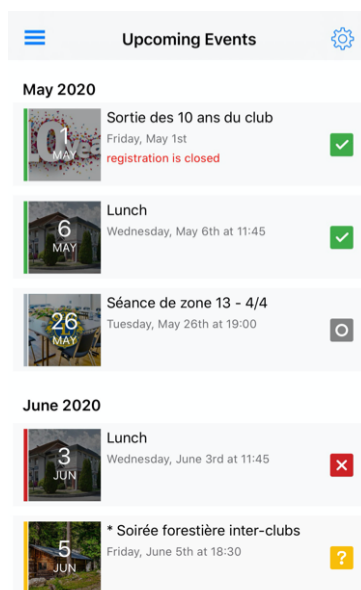 Upcoming Events
May 2020
1
MAY
Sortie des 10 ans du club
Friday, May 1st
registration is closed
6
MAY
Lunch
Wednesday, May 6th at 11:45
26
MAY
Séance de zone 13 - 4/4
Tuesday, May 26th at 19:00
June 2020
3
JUN
Lunch
Wednesday, June 3rd at 11:45
5
JUN
* Soirée forestière inter-clubs
Friday, June 5th at 18:30
?